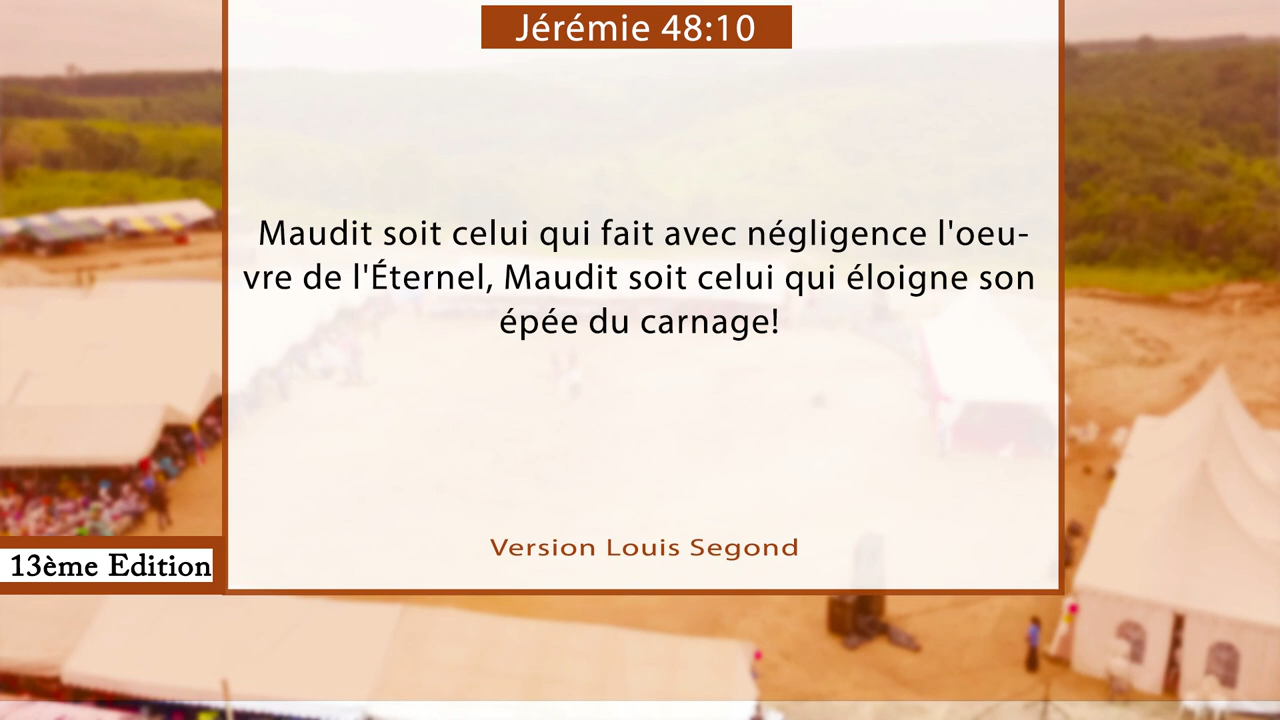 Jérémie 48:10
Maudit soit celui qui fait avec négligence l'oeu-
vre de l'Éternel, Maudit soit celui qui éloigne son
épée du carnage!
Version Louis Segond
13ème Edition